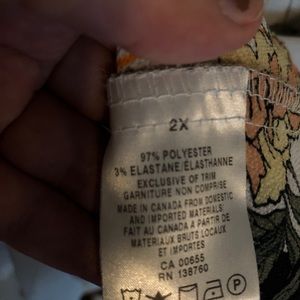 2X
97% POLYESTER
3% ELASTANE/ÉLASTHANNE
EXCLUSIVE OF TRIM
GARNITURE NON COMPRISE
MADE IN CANADA FROM DOMESTIC
AND IMPORTED MATERIALS
FAIT AU CANADA A PARTIR DE
MATERIAUX BRUTS LOCAUX
ET IMPORTES
CA 00655
RN 138760